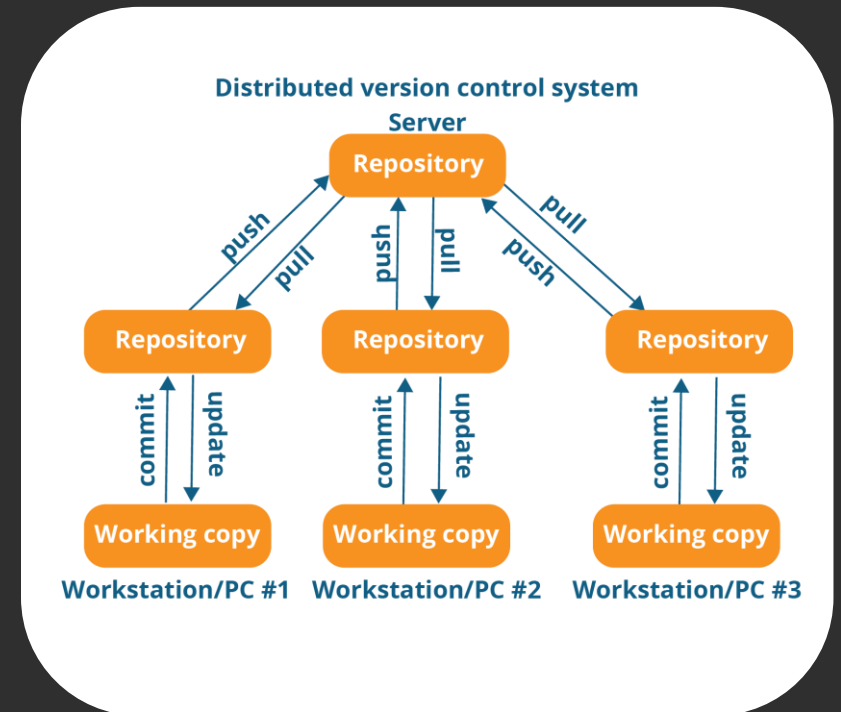 Distributed version control system
Server
Repository
push
pull
push
pull
push
pull
Repository
Repository
Repository
commit
update
commit
update
commit
update
Working copy
Working copy
Working copy
Workstation/PC #1
Workstation/PC #2
Workstation/PC #3